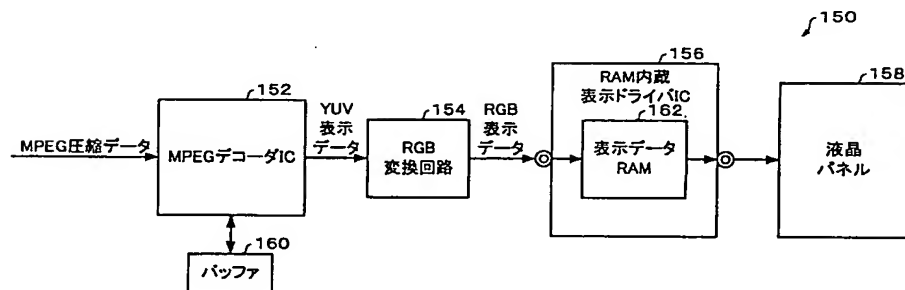 150
152
MPEG圧縮データ
MPEGデコーダIC
160
バッファ
YUV
表示
データ
154
RGB
変換回路
RGB
表示
データ
156
RAM内蔵
表示ドライバIC
162
表示データ
RAM
158
液晶
パネル